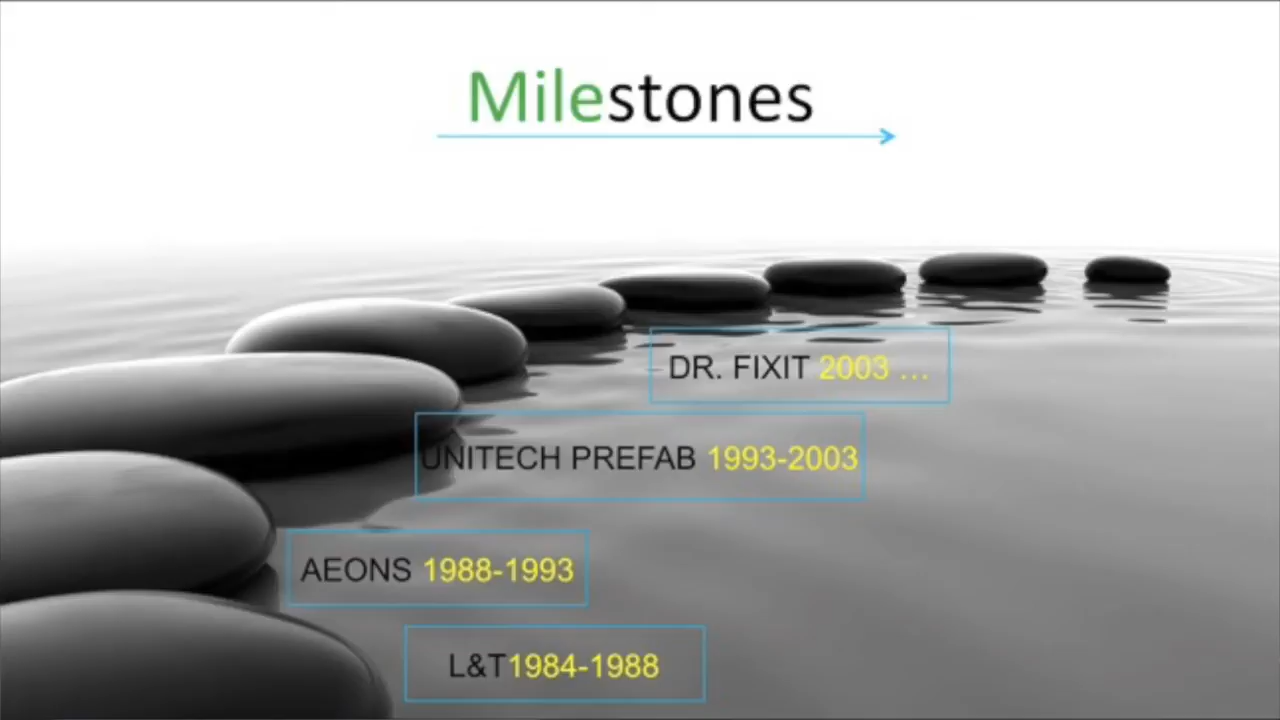 Milestones
DR. FIXIT 2003 ...
UNITECH PREFAB 1993-2003
AEONS 1988-1993
L&T1984-1988